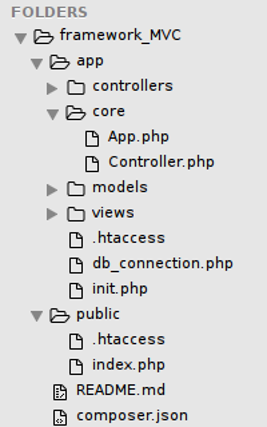 FOLDERS
framework_MVC
app
controllers
core
App.php
Controller.php
models
views
.htaccess
db_connection.php
init.php
public
.htaccess
index.php
README.md
composer.json